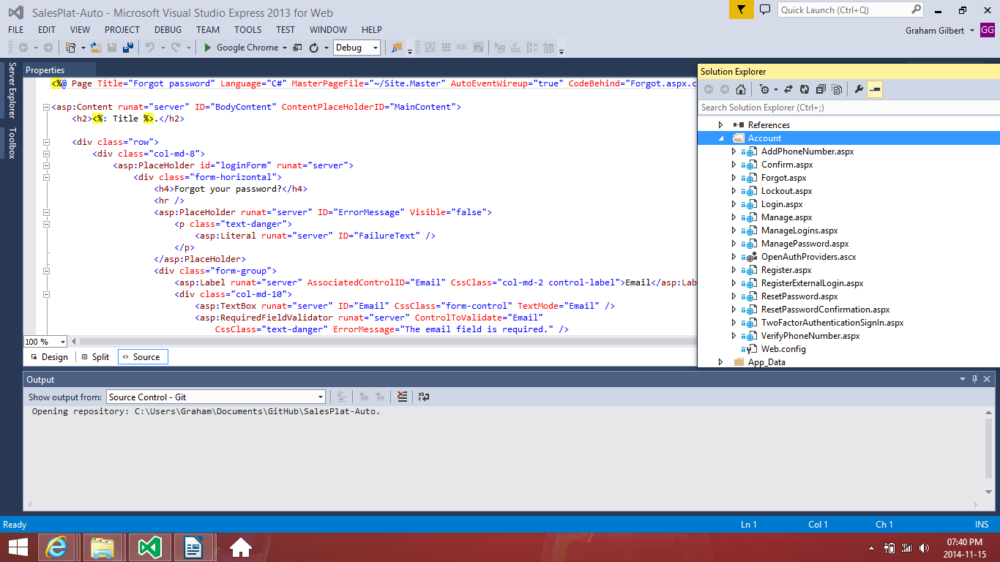 SalesPlat-Auto - Microsoft Visual Studio Express 2013 for Web
Quick Launch (Ctrl+Q)
FILE EDIT VIEW PROJECT DEBUG TEAM TOOLS TEST WINDOW HELP
Graham Gilbert GG
Google Chrome Debug SQL
Server Explorer
Toolbox
Properties
<%@ Page Title="Forgot password" Language="C#" MasterPageFile="~/Site.Master" AutoEventWireup="true" CodeBehind="Forgot.aspx.c
<asp:Content runat="server" ID="BodyContent" ContentPlaceHolderID="MainContent">
<h2><%: Title %>.</h2>
<div class="row">
<div class="col-md-8">
<asp:PlaceHolder id="loginForm" runat="server">
<div class="form-horizontal">
<h4>Forgot your password?</h4>
<hr />
<asp:PlaceHolder runat="server" ID="ErrorMessage" Visible="false">
<p class="text-danger">
<asp:Literal runat="server" ID="FailureText" />
</p>
</asp:PlaceHolder>
<div class="form-group">
<asp:Label runat="server" AssociatedControlID="Email" CssClass="col-md-2 control-label">Email</asp:Lab
<div class="col-md-10">
<asp:TextBox runat="server" ID="Email" CssClass="form-control" TextMode="Email" />
<asp:RequiredFieldValidator runat="server" ControlToValidate="Email"
CssClass="text-danger" ErrorMessage="The email field is required." />
100 %
Design Split Source
Solution Explorer
Search Solution Explorer (Ctrl+;)
References
Account
AddPhoneNumber.aspx
Confirm.aspx
Forgot.aspx
Lockout.aspx
Login.aspx
Manage.aspx
ManageLogins.aspx
ManagePassword.aspx
OpenAuthProviders.ascx
Register.aspx
RegisterExternalLogin.aspx
ResetPassword.aspx
ResetPasswordConfirmation.aspx
TwoFactorAuthenticationSignIn.aspx
VerifyPhoneNumber.aspx
Web.config
App_Data
Output
Show output from: Source Control - Git
Opening repository: C:\Users\Graham\Documents\GitHub\SalesPlat-Auto.
Ready Ln 1 Col 1 Ch 1 INS
07:40 PM
2014-11-15